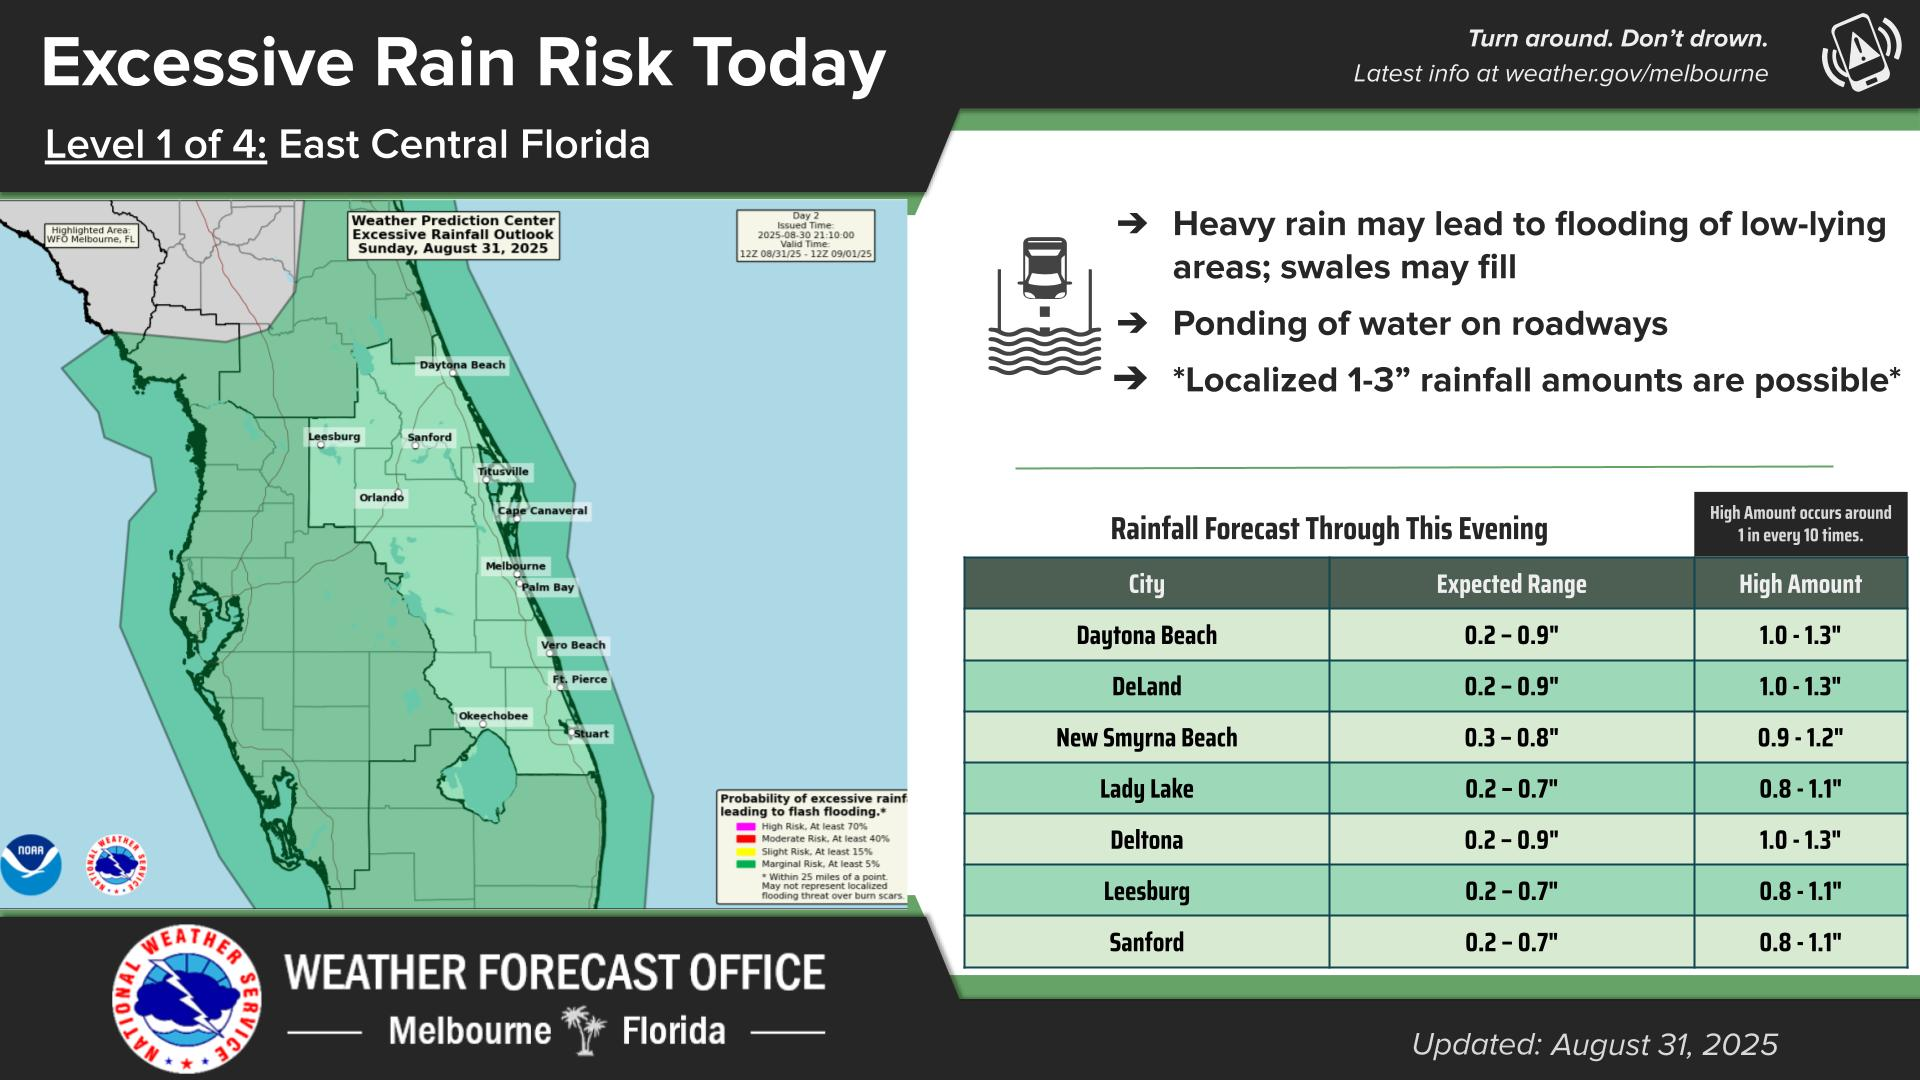 Excessive Rain Risk Today
Level 1 of 4: East Central Florida
Turn around. Don’t drown.
Latest info at weather.gov/melbourne
Highlighted Area:
WFO Melbourne, FL
Weather Prediction Center
Excessive Rainfall Outlook
Sunday, August 31, 2025
Day 2
Issued Time:
2025-08-30 21:10:00
Valid Time:
12Z 08/31/25 - 12Z 09/01/25
Daytona Beach
Leesburg
Sanford
Titusville
Orlando
Cape Canaveral
Melbourne
Palm Bay
Vero Beach
Ft. Pierce
Okeechobee
Stuart
Probability of excessive rainf
leading to flash flooding.*
High Risk, At least 70%
Moderate Risk, At least 40%
Slight Risk, At least 15%
Marginal Risk, At least 5%
* Within 25 miles of a point.
May not represent localized
flooding threat over burn scars.
NOAA
NATIONAL WEATHER SERVICE
➔ Heavy rain may lead to flooding of low-lying
areas; swales may fill
➔ Ponding of water on roadways
➔ *Localized 1-3” rainfall amounts are possible*
Rainfall Forecast Through This Evening
High Amount occurs around
1 in every 10 times.
City Expected Range High Amount
Daytona Beach 0.2 – 0.9" 1.0 - 1.3"
DeLand 0.2 – 0.9" 1.0 - 1.3"
New Smyrna Beach 0.3 – 0.8" 0.9 - 1.2"
Lady Lake 0.2 – 0.7" 0.8 - 1.1"
Deltona 0.2 – 0.9" 1.0 - 1.3"
Leesburg 0.2 – 0.7" 0.8 - 1.1"
Sanford 0.2 – 0.7" 0.8 - 1.1"
NATIONAL WEATHER SERVICE
WEATHER FORECAST OFFICE
Melbourne Florida
Updated: August 31, 2025